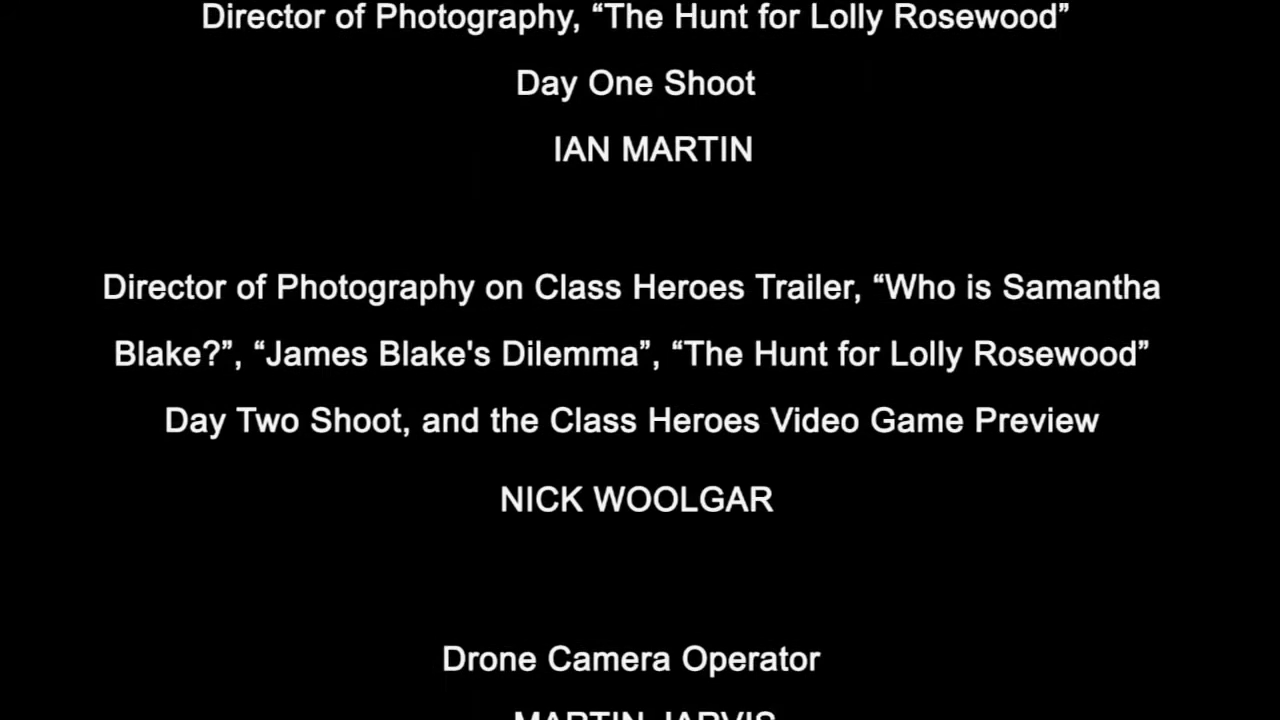 Director of Photography, “The Hunt for Lolly Rosewood”
Day One Shoot
IAN MARTIN
Director of Photography on Class Heroes Trailer, “Who is Samantha
Blake?”, “James Blake's Dilemma”, “The Hunt for Lolly Rosewood”
Day Two Shoot, and the Class Heroes Video Game Preview
NICK WOOLGAR
Drone Camera Operator
MARTIN JARVIS